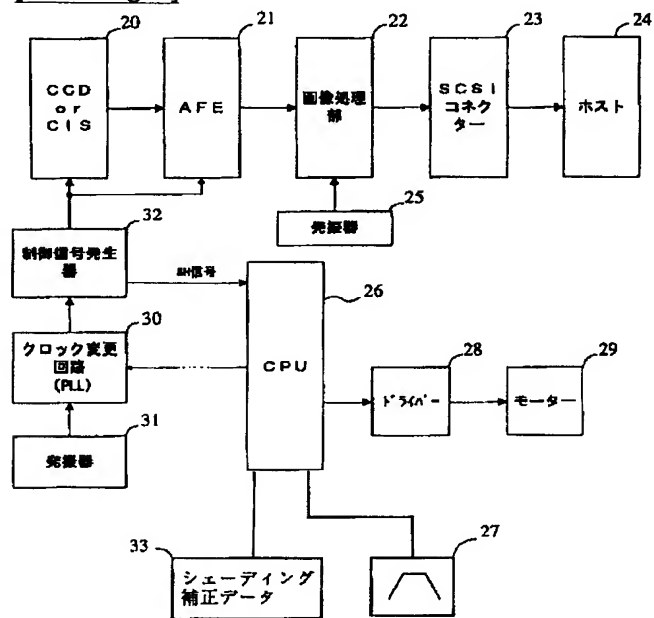 20
21
22
23
24
CCD
or
CIS
AFE
画像処理
部
SCSI
コネク
ター
ホスト
25
発振器
32
制御信号発生
器
SH信号
26
CPU
30
クロック変更
回路
(PLL)
28
ドライバー
29
モーター
31
発振器
33
シェーディング
補正データ
27